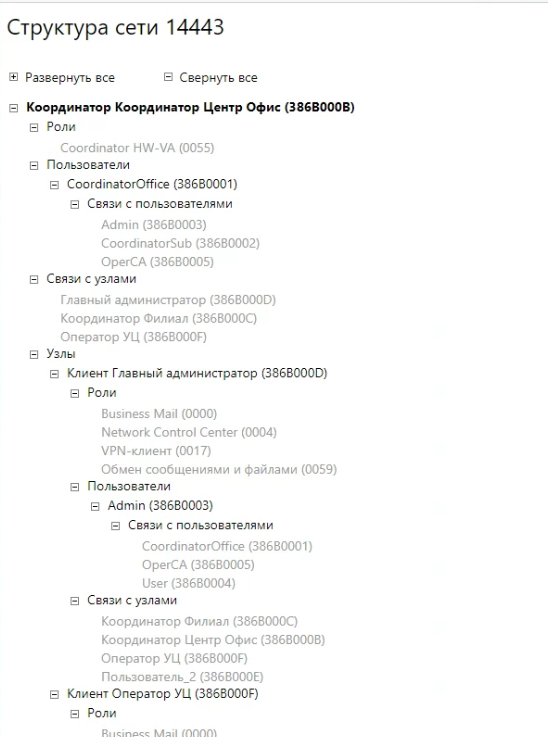 Структура сети 14443
Развернуть все Свернуть все
Координатор Координатор Центр Офис (386B000B)
Роли
Coordinator HW-VA (0055)
Пользователи
CoordinatorOffice (386B0001)
Связи с пользователями
Admin (386B0003)
CoordinatorSub (386B0002)
OperCA (386B0005)
Связи с узлами
Главный администратор (386B000D)
Координатор Филиал (386B000C)
Оператор УЦ (386B000F)
Узлы
Клиент Главный администратор (386B000D)
Роли
Business Mail (0000)
Network Control Center (0004)
VPN-клиент (0017)
Обмен сообщениями и файлами (0059)
Пользователи
Admin (386B0003)
Связи с пользователями
CoordinatorOffice (386B0001)
OperCA (386B0005)
User (386B0004)
Связи с узлами
Координатор Филиал (386B000C)
Координатор Центр Офис (386B000B)
Оператор УЦ (386B000F)
Пользователь_2 (386B000E)
Клиент Оператор УЦ (386B000F)
Роли
Business Mail (0000)